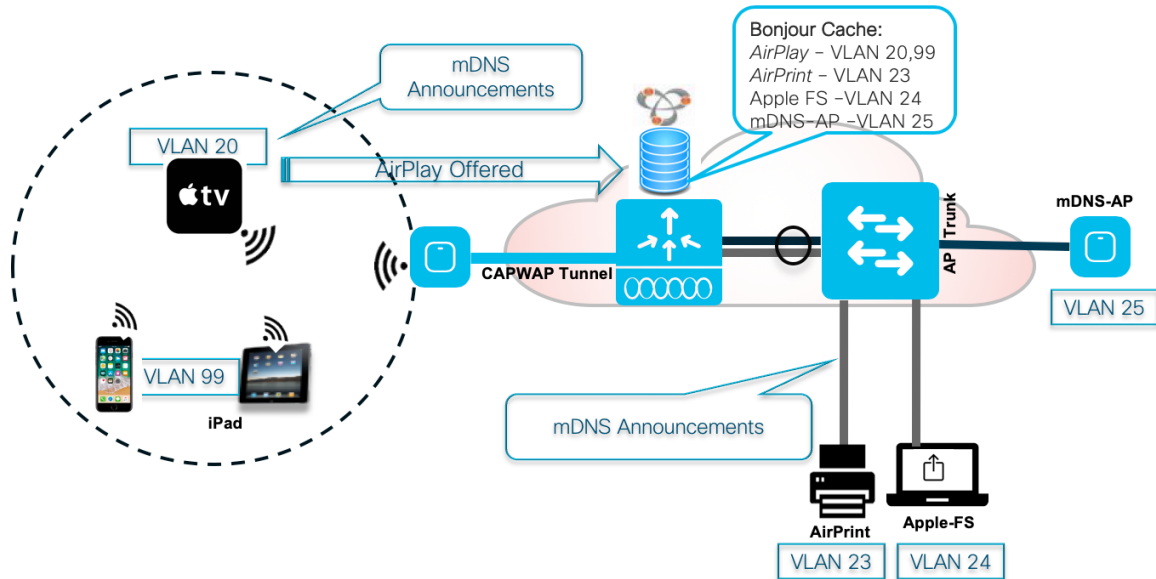 mDNS
Announcements
Bonjour Cache:
AirPlay – VLAN 20,99
AirPrint – VLAN 23
Apple FS –VLAN 24
mDNS-AP –VLAN 25
VLAN 20
tv
AirPlay Offered
CAPWAP Tunnel
AP Trunk
mDNS-AP
VLAN 25
VLAN 99
iPad
mDNS Announcements
AirPrint
Apple-FS
VLAN 23
VLAN 24